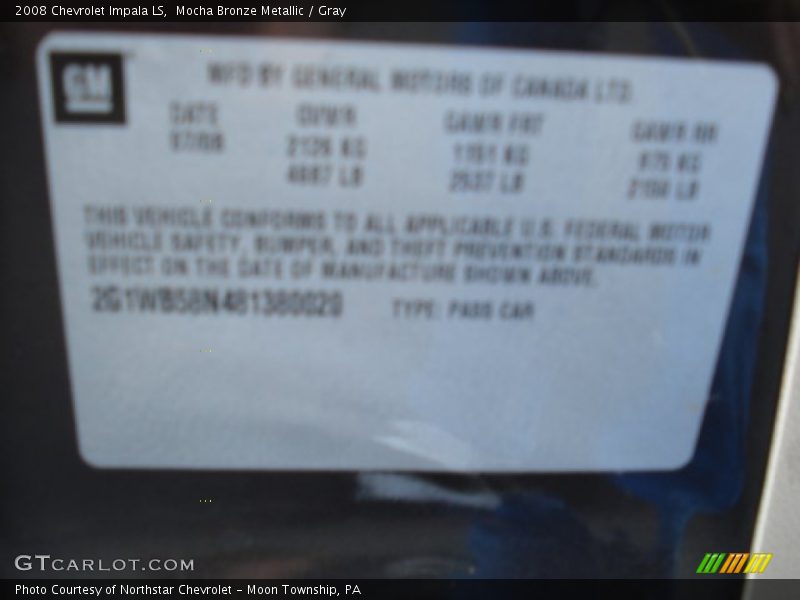 2008 Chevrolet Impala LS,  Mocha Bronze Metallic / Gray
GM
MFD BY GENERAL MOTORS OF CANADA LTD.
DATE GVWR GAWR FRT GAWR RR
07/08 2126 KG 1151 KG 975 KG
4687 LB 2537 LB 2150 LB
THIS VEHICLE CONFORMS TO ALL APPLICABLE U.S. FEDERAL MOTOR
VEHICLE SAFETY, BUMPER, AND THEFT PREVENTION STANDARDS IN
EFFECT ON THE DATE OF MANUFACTURE SHOWN ABOVE.
2G1WB58N481380020 TYPE: PASS CAR
GTCARLOT.COM
Photo Courtesy of Northstar Chevrolet - Moon Township, PA